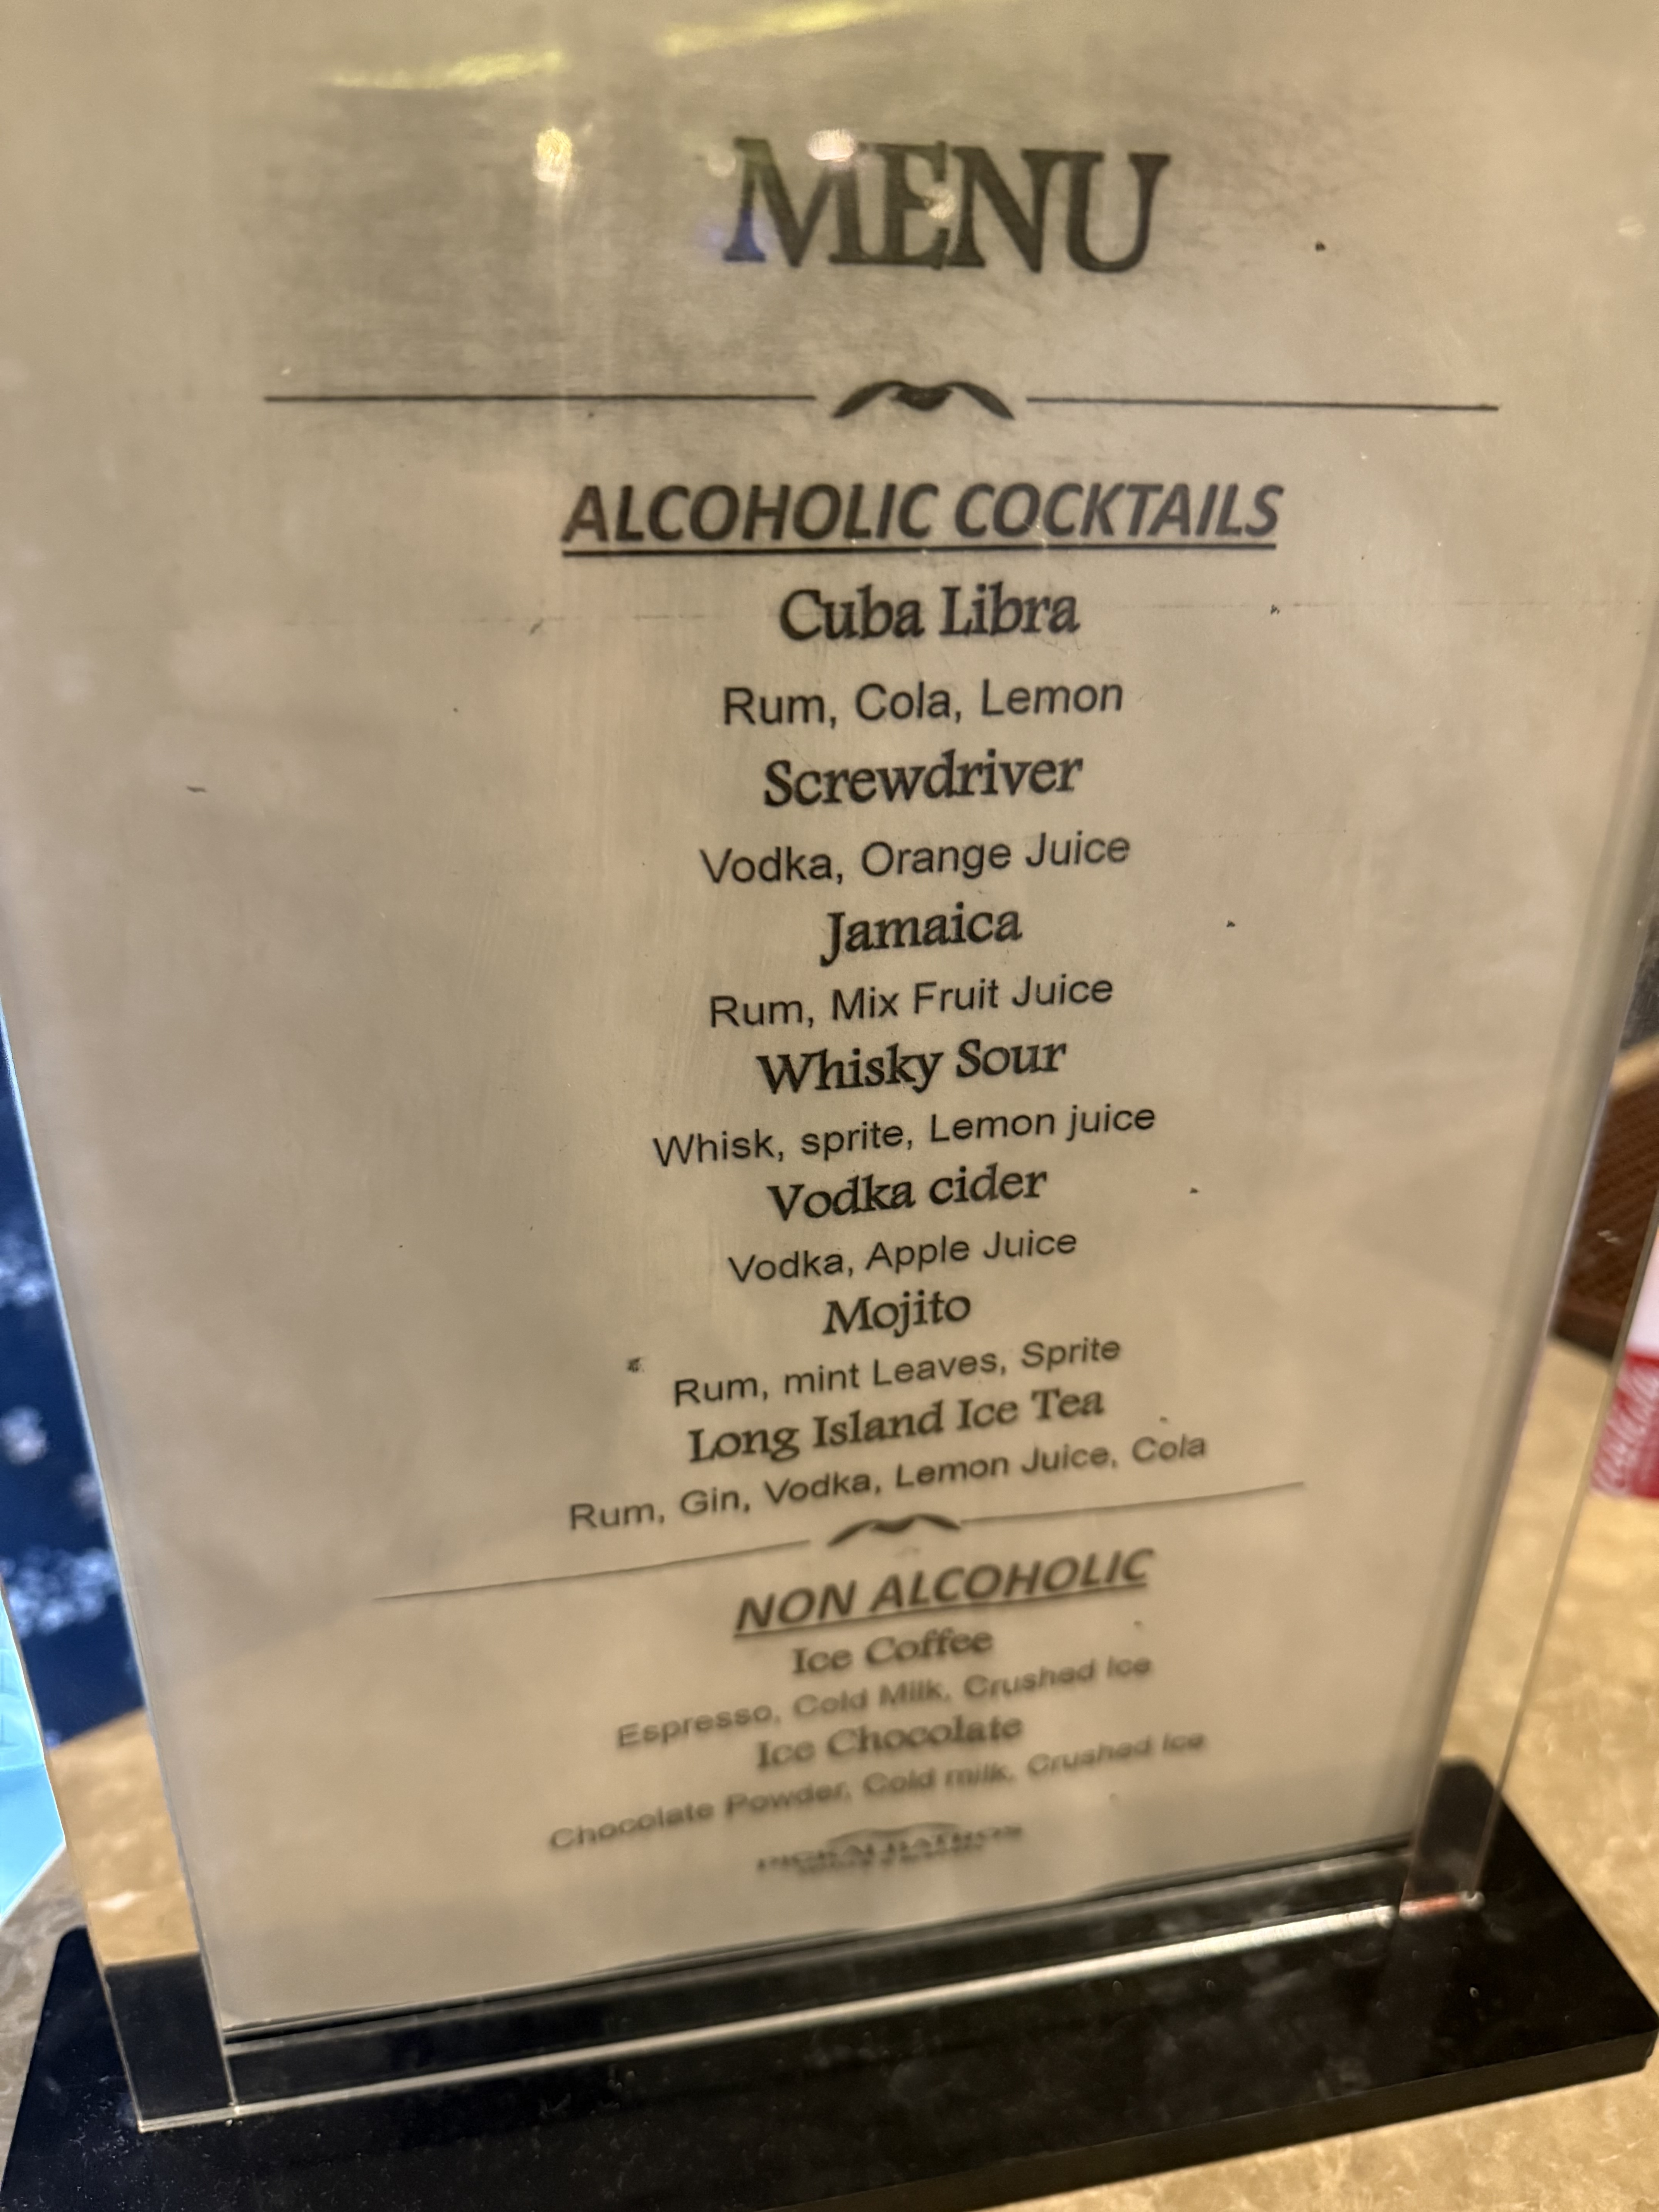 MENU
ALCOHOLIC COCKTAILS
Cuba Libra
Rum, Cola, Lemon
Screwdriver
Vodka, Orange Juice
Jamaica
Rum, Mix Fruit Juice
Whisky Sour
Whisk, sprite, Lemon juice
Vodka cider
Vodka, Apple Juice
Mojito
Rum, mint Leaves, Sprite
Long Island Ice Tea
Rum, Gin, Vodka, Lemon Juice, Cola
NON ALCOHOLIC
Ice Coffee
Espresso, Cold Milk, Crushed Ice
Ice Chocolate
Chocolate Powder, Cold milk, Crushed Ice
PICKALBATROS